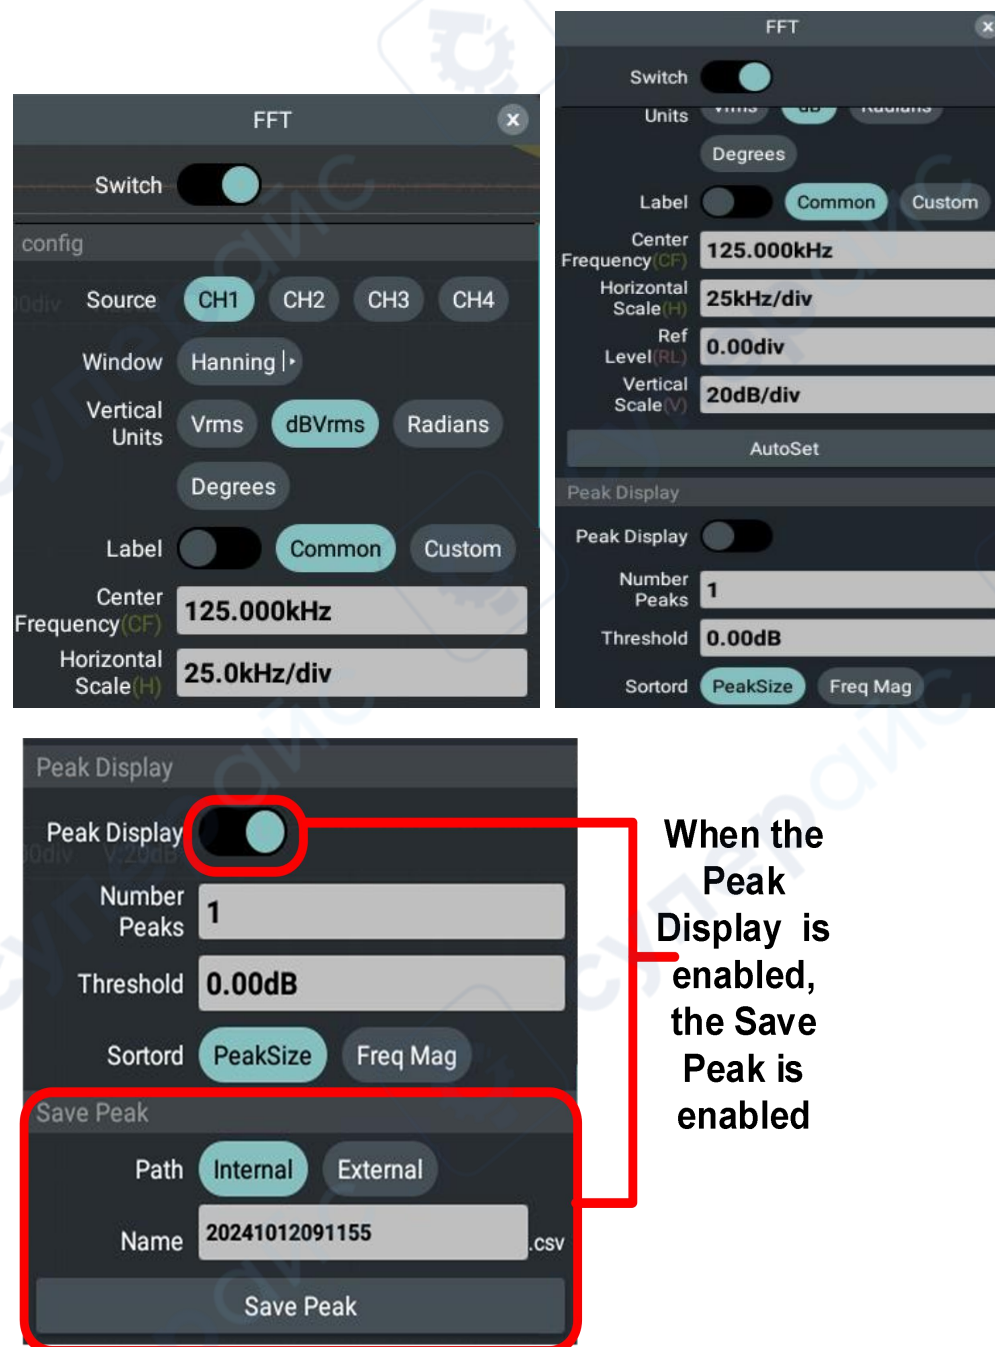 FFT
Switch
config
Source CH1 CH2 CH3 CH4
Window Hanning
Vertical Units Vrms dBVrms Radians
Degrees
Label Common Custom
Center Frequency(CF) 125.000kHz
Horizontal Scale(H) 25.0kHz/div
FFT
Switch
Units Vrms dB Radians
Degrees
Label Common Custom
Center Frequency(CF) 125.000kHz
Horizontal Scale(H) 25kHz/div
Ref Level(RL) 0.00div
Vertical Scale(V) 20dB/div
AutoSet
Peak Display
Peak Display
Number Peaks 1
Threshold 0.00dB
Sortord PeakSize Freq Mag
Peak Display
Peak Display
Number Peaks 1
Threshold 0.00dB
Sortord PeakSize Freq Mag
Save Peak
Path Internal External
Name 20241012091155 .csv
Save Peak
When the
Peak
Display is
enabled,
the Save
Peak is
enabled
суперайс